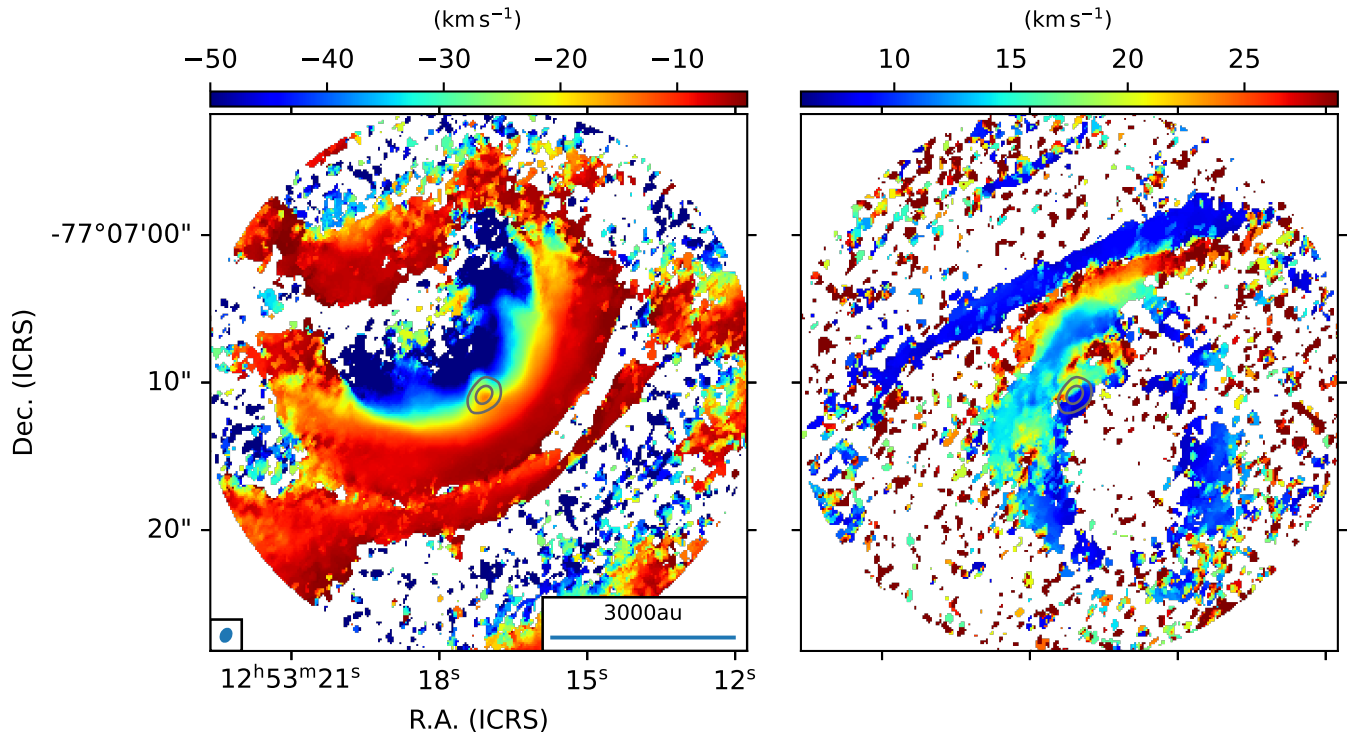 (km s⁻¹) (km s⁻¹)
−50 −40 −30 −20 −10 10 15 20 25
-77°07'00"
10"
20"
Dec. (ICRS)
3000au
12ʰ53ᵐ21ˢ 18ˢ 15ˢ 12ˢ
R.A. (ICRS)